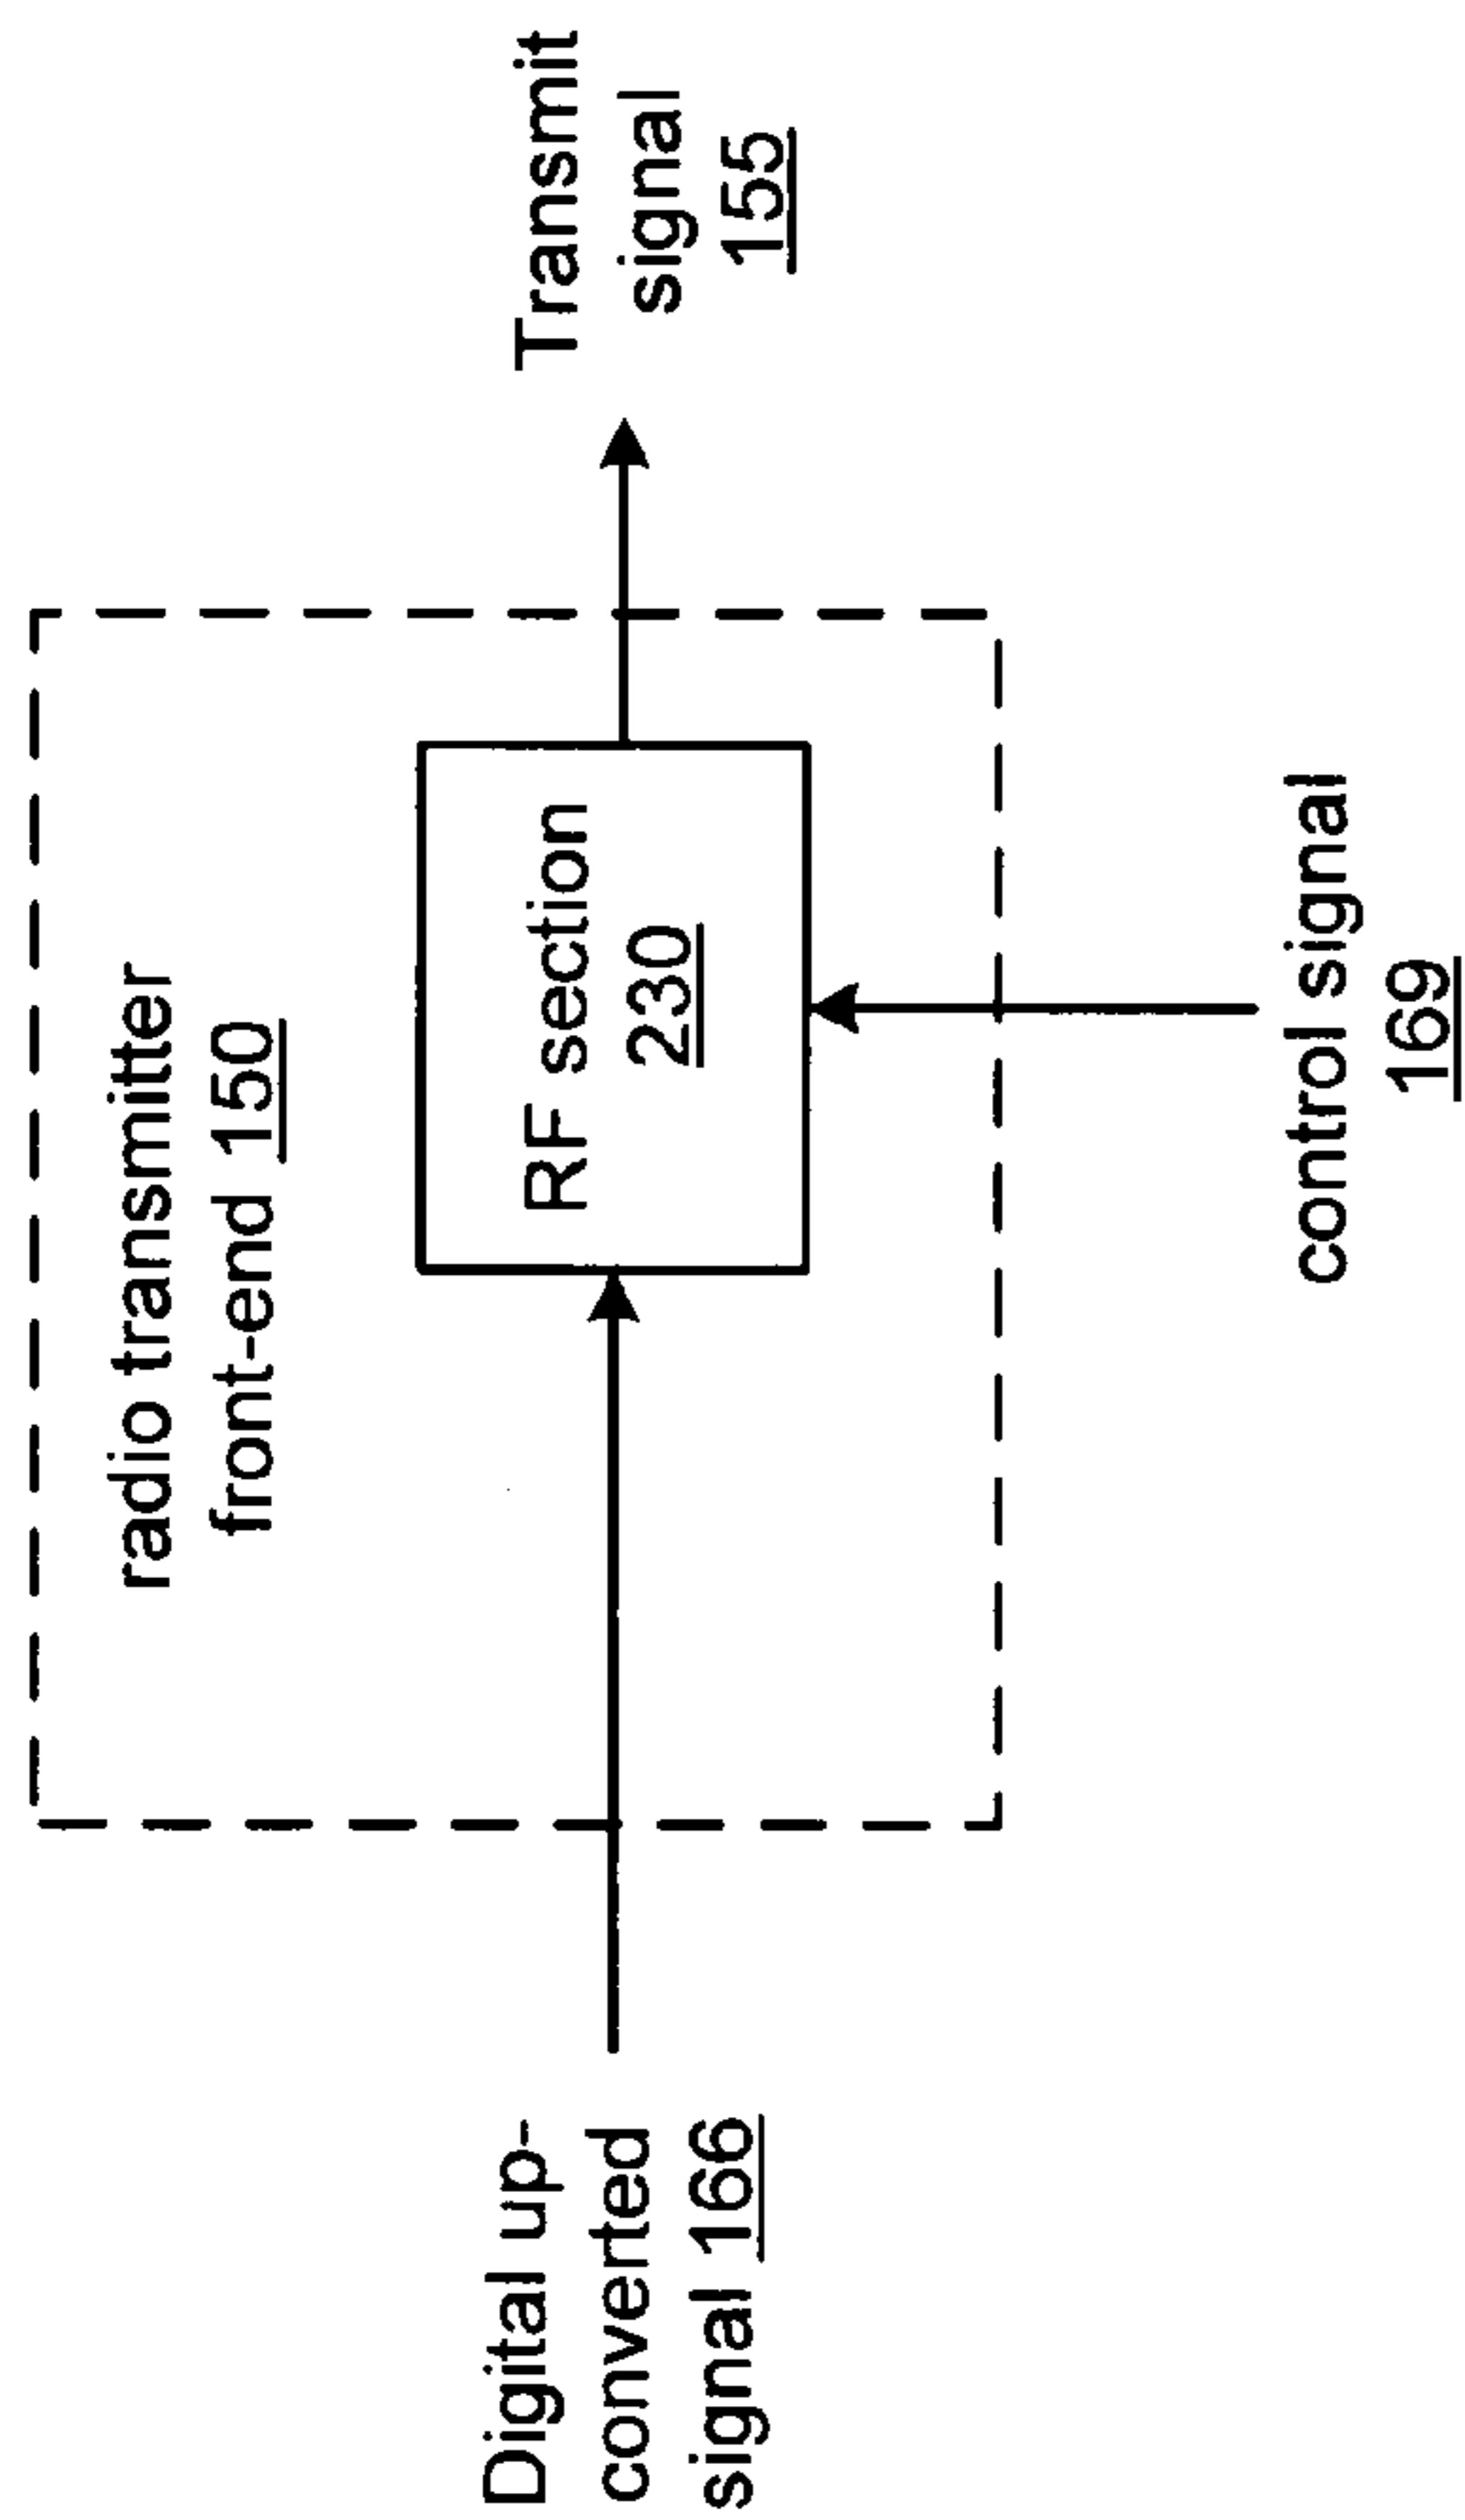 radio transmitter
front-end 150
Digital up-
converted
signal 166
RF section
230
Transmit
signal
155
control signal
169